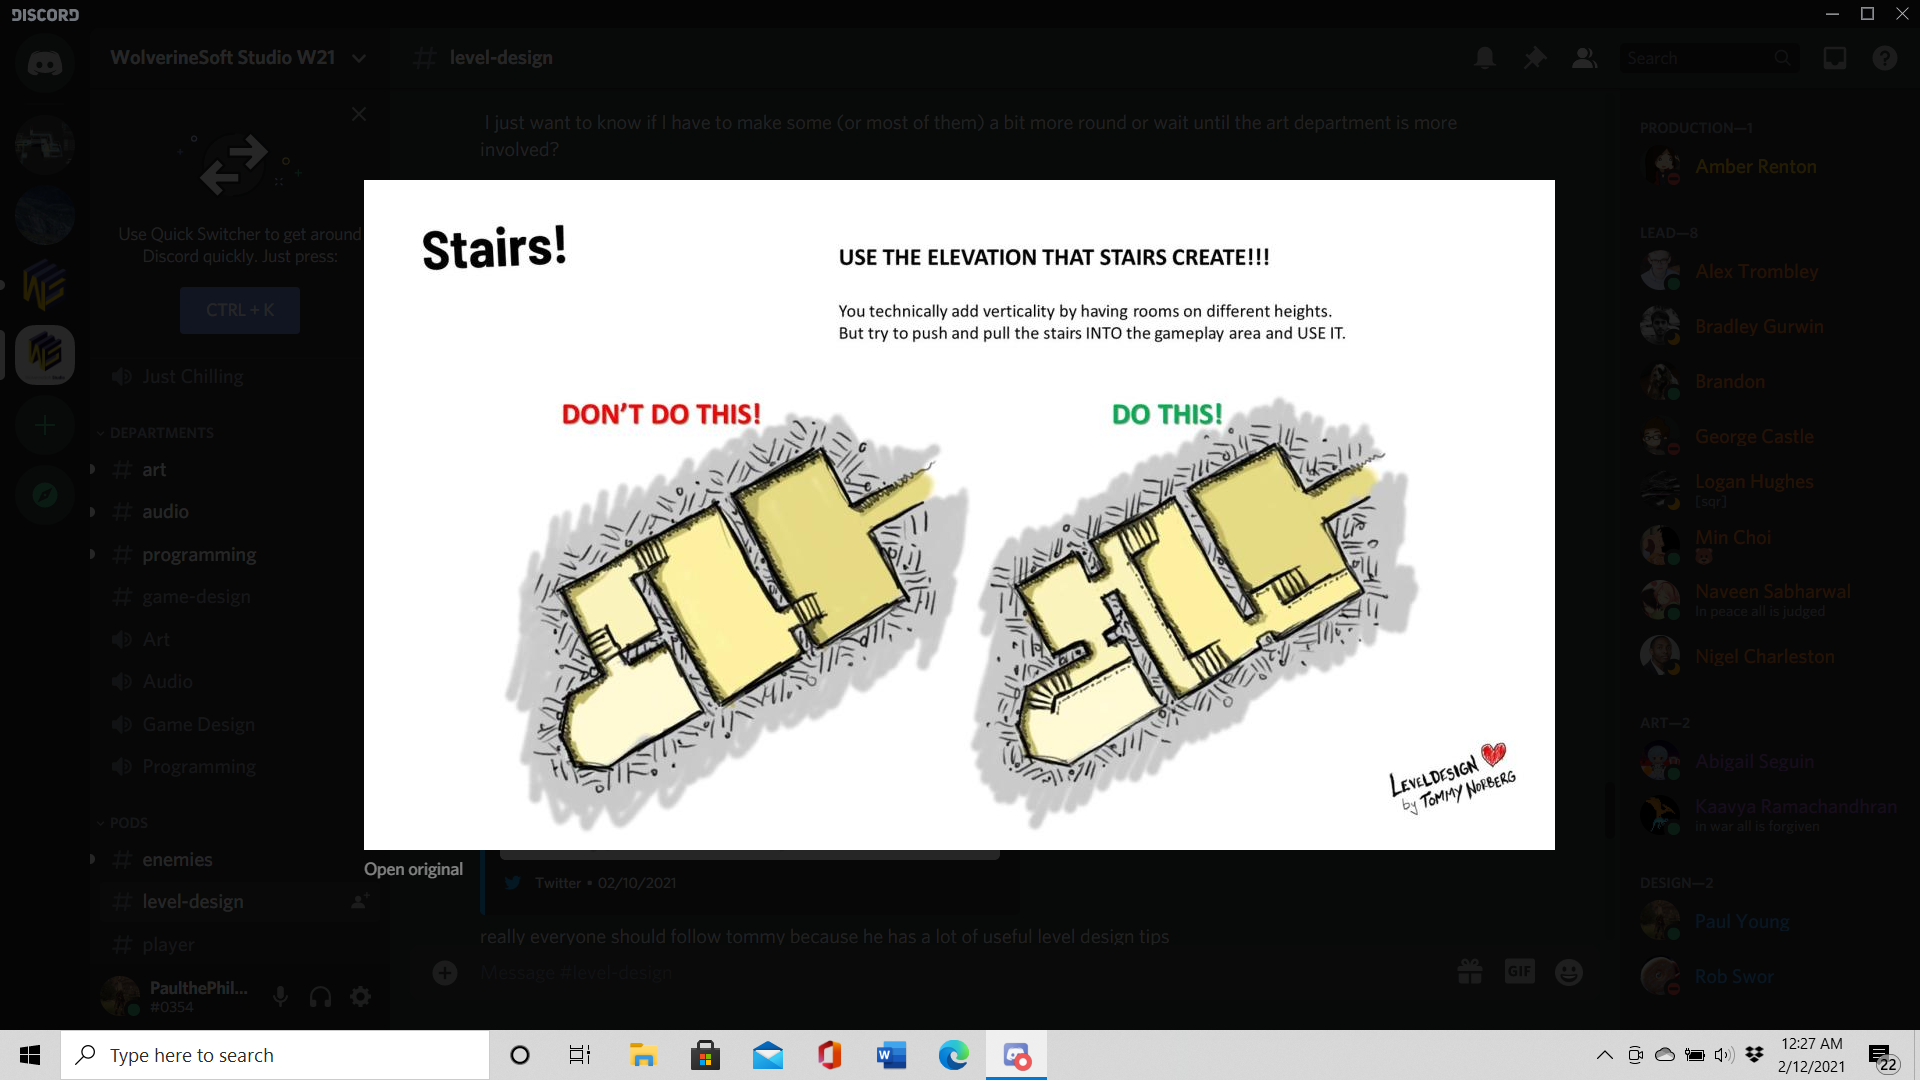 DISCORD
WolverineSoft Studio W21
level-design
Search
Use Quick Switcher to get around
Discord quickly. Just press:
CTRL + K
Just Chilling
DEPARTMENTS
art
audio
programming
game-design
Art
Audio
Game Design
Programming
PODS
enemies
level-design
player
PaulthePhil...
#0354
I just want to know if I have to make some (or most of them) a bit more round or wait until the art department is more
involved?
Stairs!
USE THE ELEVATION THAT STAIRS CREATE!!!
You technically add verticality by having rooms on different heights.
But try to push and pull the stairs INTO the gameplay area and USE IT.
DON'T DO THIS!
DO THIS!
LEVELDESIGN
by TOMMY NORBERG
Open original
Twitter • 02/10/2021
really everyone should follow tommy because he has a lot of useful level design tips
Message #level-design
GIF
PRODUCTION—1
Amber Renton
LEAD—8
Alex Trombley
Bradley Gurwin
Brandon
George Castle
Logan Hughes
[sqr]
Min Choi
Naveen Sabharwal
In peace all is judged
Nigel Charleston
ART—2
Abigail Seguin
Kaavya Ramachandhran
in war all is forgiven
DESIGN—2
Paul Young
Rob Swor
Type here to search
12:27 AM
2/12/2021
22